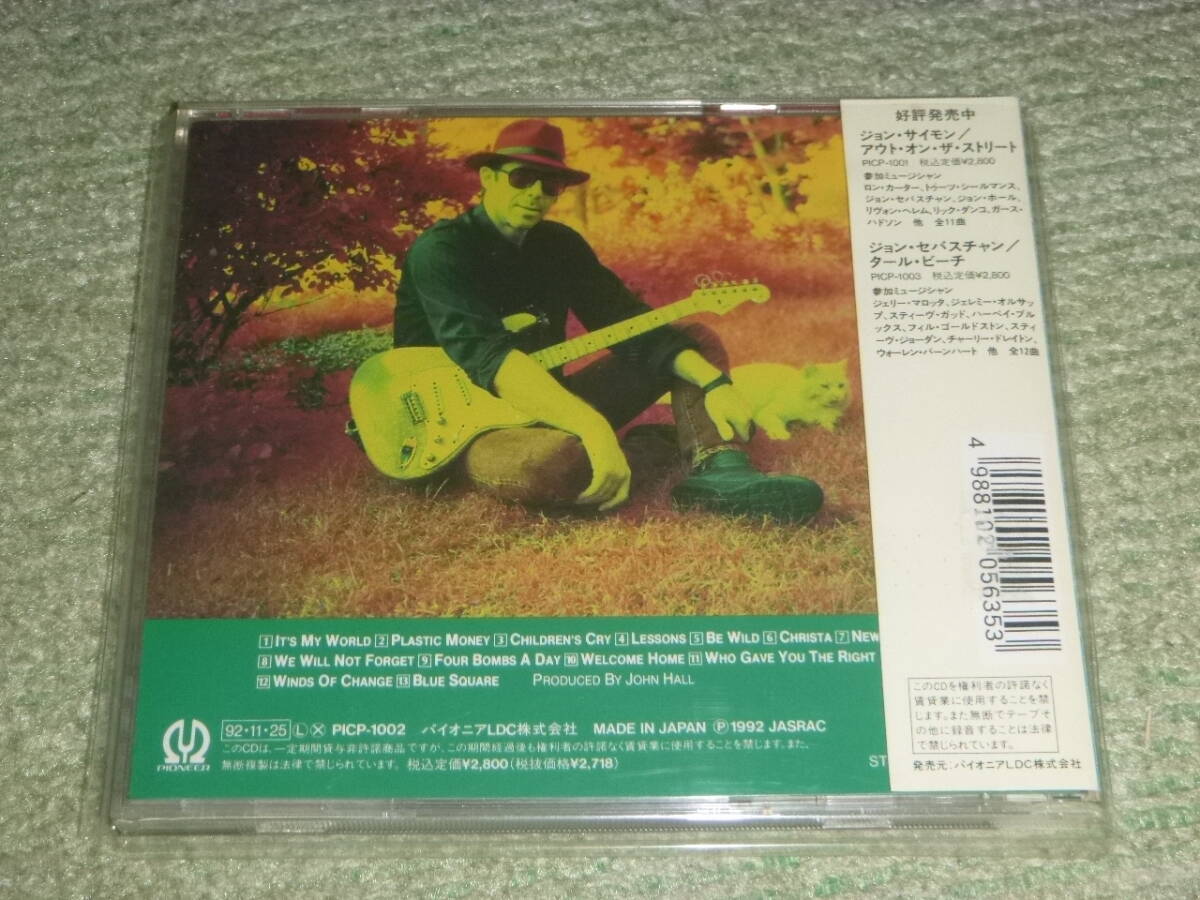 好評発売中
ジョン・サイモン/
アウト・オン・ザ・ストリート
PICP-1001 税込定価¥2,800
参加ミュージシャン
ロン・カーター、トゥーツ・シールマンス、
ジョン・セバスチャン、ジョン・ホール、
リヴォン・ヘルム、リック・ダンコ、ガース・
ハドソン 他 全11曲
ジョン・セバスチャン/
タール・ビーチ
PICP-1003 税込定価¥2,800
参加ミュージシャン
ジェリー・マロッタ、ジェレミー・オルサッ
プ、スティーヴ・ガッド、ハーベイ・ブル
ックス、フィル・ゴールドストン、スティ
ーヴ・ジョーダン、チャーリー・ドレイトン、
ウォーレン・バーンハート 他 全12曲
4 988102 056353
1 IT'S MY WORLD 2 PLASTIC MONEY 3 CHILDREN'S CRY 4 LESSONS 5 BE WILD 6 CHRISTA 7 NEW
8 WE WILL NOT FORGET 9 FOUR BOMBS A DAY 10 WELCOME HOME 11 WHO GAVE YOU THE RIGHT
12 WINDS OF CHANGE 13 BLUE SQUARE PRODUCED BY JOHN HALL
PIONEER
92・11・25 Ⓛ Ⓧ PICP-1002 パイオニアLDC株式会社 MADE IN JAPAN Ⓟ 1992 JASRAC
このCDは、一定期間貸与非許諾商品ですが、この期間経過後も権利者の許諾なく賃貸業に使用することを禁じます。また、
無断複製は法律で禁じられています。 税込定価¥2,800(税抜価格¥2,718)
ST
このCDを権利者の許諾なく
賃貸業に使用することを禁
じます。また無断でテープそ
の他に録音することは法律
で禁じられています。
発売元:パイオニアLDC株式会社